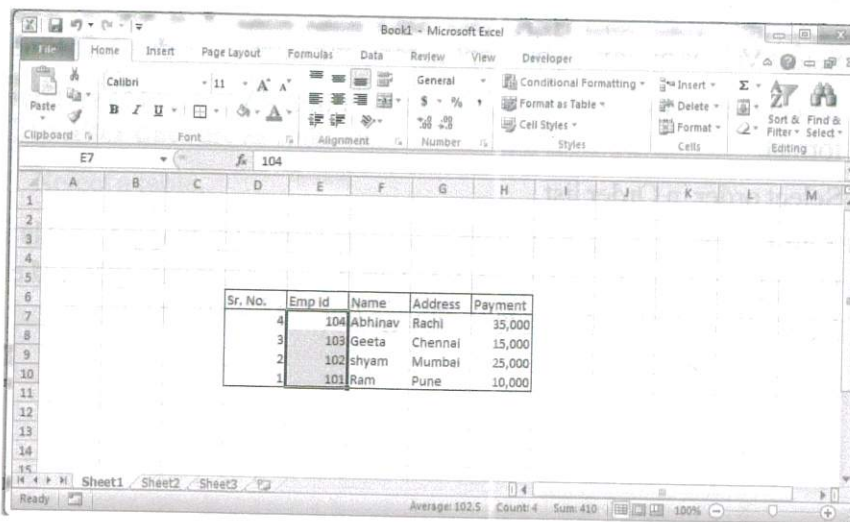 Book1 - Microsoft Excel
File Home Insert Page Layout Formulas Data Review View Developer
Paste
Clipboard
Calibri 11
B I U
Font
Alignment
General
$ % ,
Number
Conditional Formatting
Format as Table
Cell Styles
Styles
Insert
Delete
Format
Cells
Σ
Sort & Filter
Find & Select
Editing
E7 fx 104
A B C D E F G H I J K L M
1
2
3
4
5
6 Sr. No. Emp id Name Address Payment
7 4 104 Abhinav Rachi 35,000
8 3 103 Geeta Chennai 15,000
9 2 102 shyam Mumbai 25,000
10 1 101 Ram Pune 10,000
11
12
13
14
15
Sheet1 Sheet2 Sheet3
Ready Average: 102.5 Count: 4 Sum: 410 100%